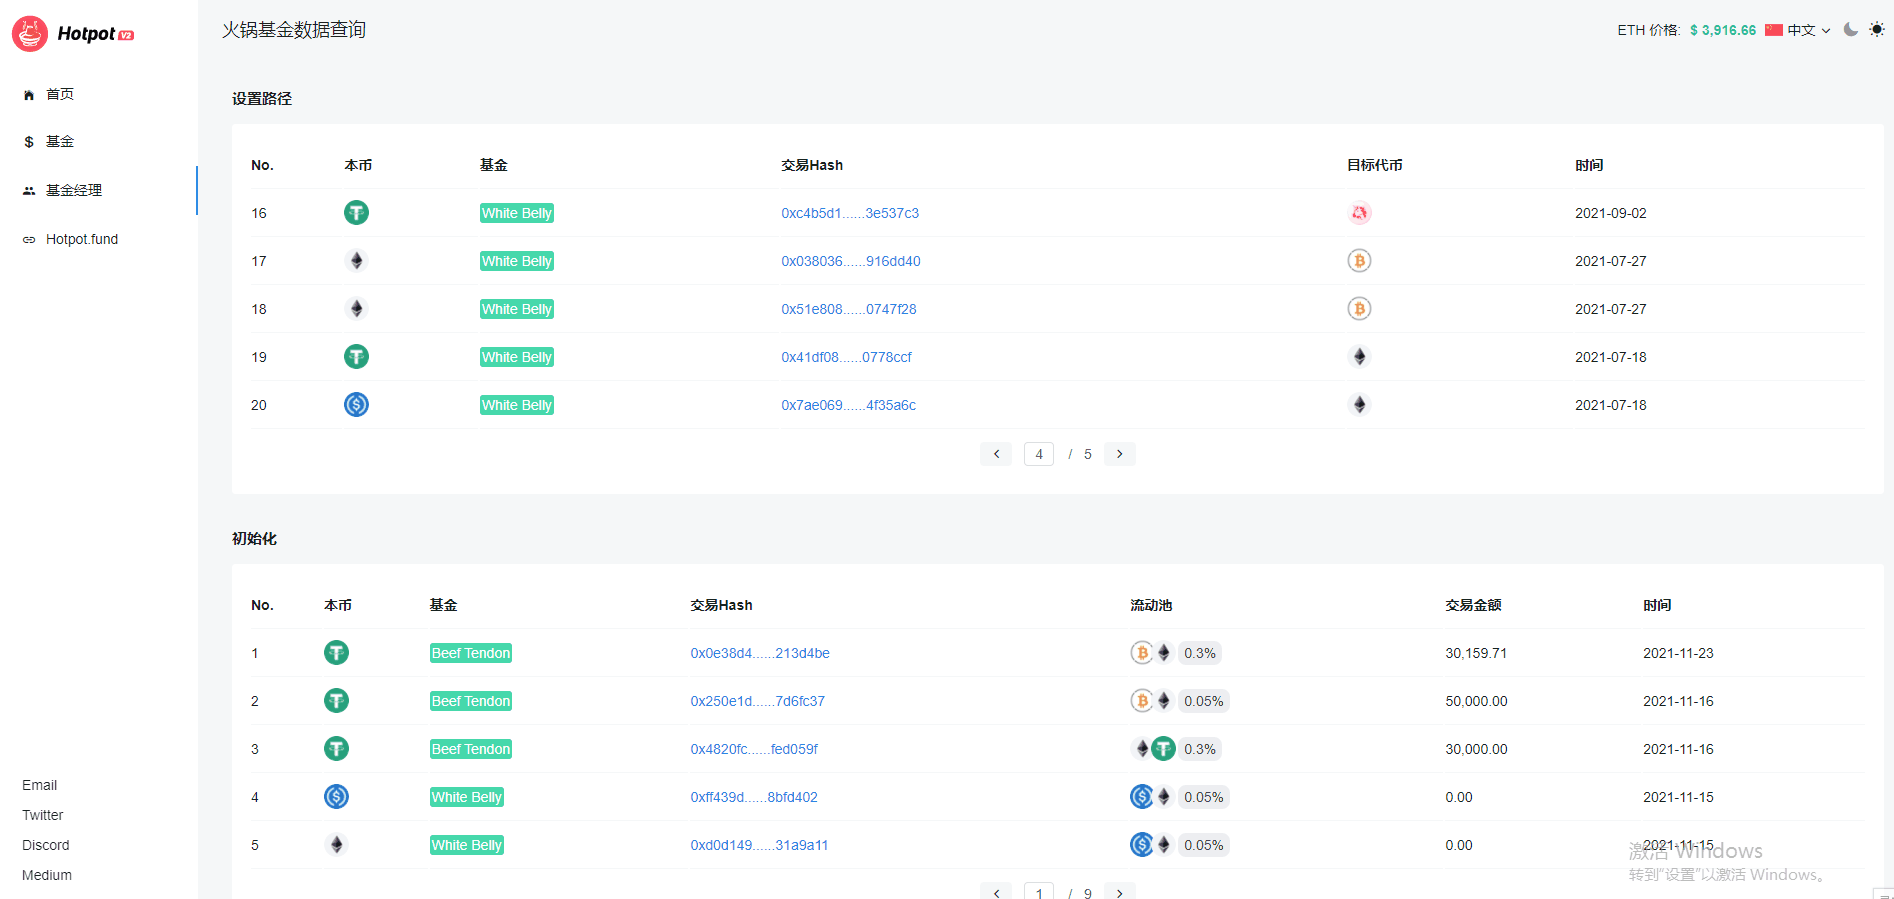 Hotpot V2
火锅基金数据查询
ETH 价格: $ 3,916.66 中文
首页
基金
基金经理
Hotpot.fund
设置路径
No. 本币 基金 交易Hash 目标代币 时间
16 White Belly 0xc4b5d1......3e537c3 2021-09-02
17 White Belly 0x038036......916dd40 2021-07-27
18 White Belly 0x51e808......0747f28 2021-07-27
19 White Belly 0x41df08......0778ccf 2021-07-18
20 White Belly 0x7ae069......4f35a6c 2021-07-18
4 / 5
初始化
No. 本币 基金 交易Hash 流动池 交易金额 时间
1 Beef Tendon 0x0e38d4......213d4be 0.3% 30,159.71 2021-11-23
2 Beef Tendon 0x250e1d......7d6fc37 0.05% 50,000.00 2021-11-16
3 Beef Tendon 0x4820fc......fed059f 0.3% 30,000.00 2021-11-16
4 White Belly 0xff439d......8bfd402 0.05% 0.00 2021-11-15
5 White Belly 0xd0d149......31a9a11 0.05% 0.00 2021-11-15
1 / 9
Email
Twitter
Discord
Medium
激活 Windows
转到“设置”以激活 Windows。